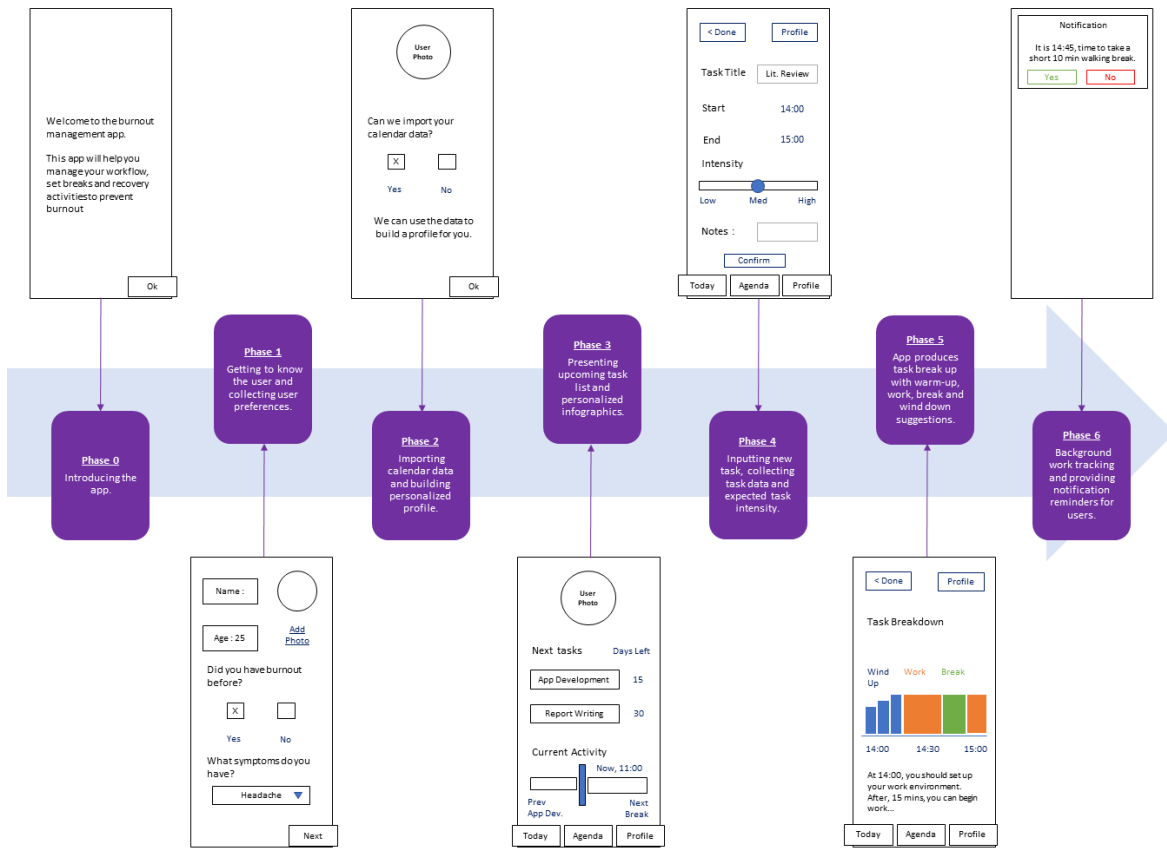 Welcome to the burnout
management app.
This app will help you
manage your workflow,
set breaks and recovery
activitiesto prevent
burnout
Ok
User
Photo
Can we import your
calendar data?
X
Yes No
We can use the data to
build a profile for you.
Ok
< Done Profile
Task Title Lit. Review
Start 14:00
End 15:00
Intensity
Low Med High
Notes :
Confirm
Today Agenda Profile
Notification
It is 14:45, time to take a
short 10 min walking break.
Yes No
Phase 0
Introducing the
app.
Phase 1
Getting to know
the user and
collecting user
preferences.
Phase 2
Importing
calendar data
and building
personalized
profile.
Phase 3
Presenting
upcoming task
list and
personalized
infographics.
Phase 4
Inputting new
task, collecting
task data and
expected task
intensity.
Phase 5
App produces
task break up
with warm-up,
work, break and
wind down
suggestions.
Phase 6
Background
work tracking
and providing
notification
reminders for
users.
Name :
Age : 25
Add
Photo
Did you have burnout
before?
X
Yes No
What symptoms do you
have?
Headache
Next
User
Photo
Next tasks Days Left
App Development 15
Report Writing 30
Current Activity
Now, 11:00
Prev
App Dev.
Next
Break
Today Agenda Profile
< Done Profile
Task Breakdown
Wind
Up
Work Break
14:00 14:30 15:00
At 14:00, you should set up
your work environment.
After, 15 mins, you can begin
work...
Today Agenda Profile